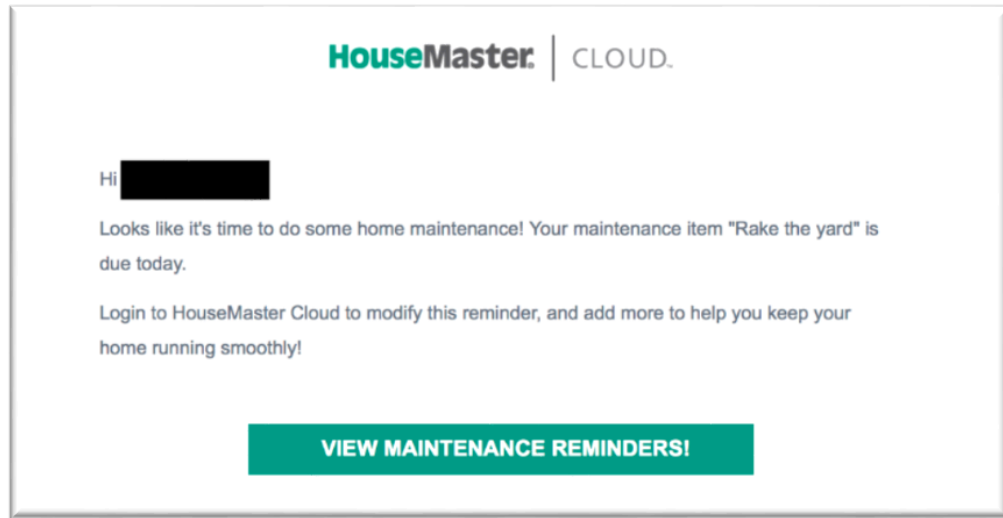 HouseMaster. | CLOUD™
Hi
Looks like it's time to do some home maintenance! Your maintenance item "Rake the yard" is
due today.
Login to HouseMaster Cloud to modify this reminder, and add more to help you keep your
home running smoothly!
VIEW MAINTENANCE REMINDERS!